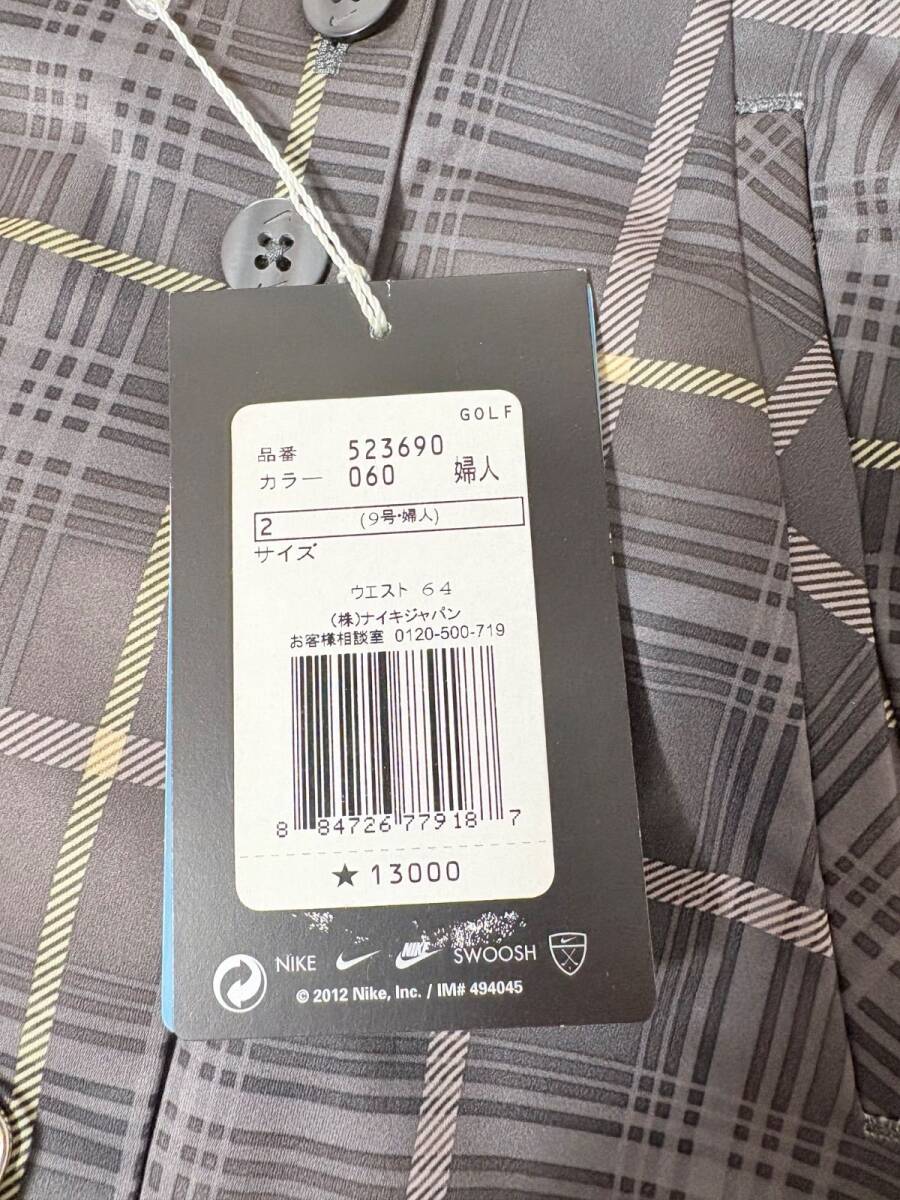 GOLF
品番 523690
カラー 060 婦人
2 (9号・婦人)
サイズ
ウエスト 64
(株)ナイキジャパン
お客様相談室 0120-500-719
8 84726 77918 7
★13000
NIKE NIKE SWOOSH
© 2012 Nike, Inc. / IM# 494045